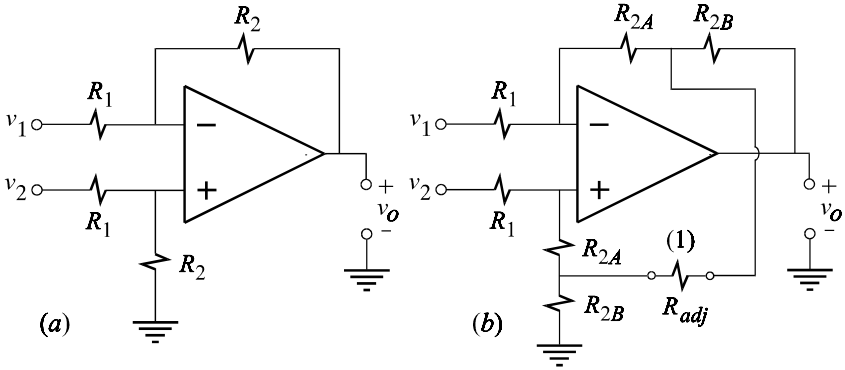 R2 R2A R2B
R1 R1
v1 − v1 −
v2 + + v2 + +
R1 vo R1 vo
− −
R2 R2A (1)
(a) (b) R2B Radj